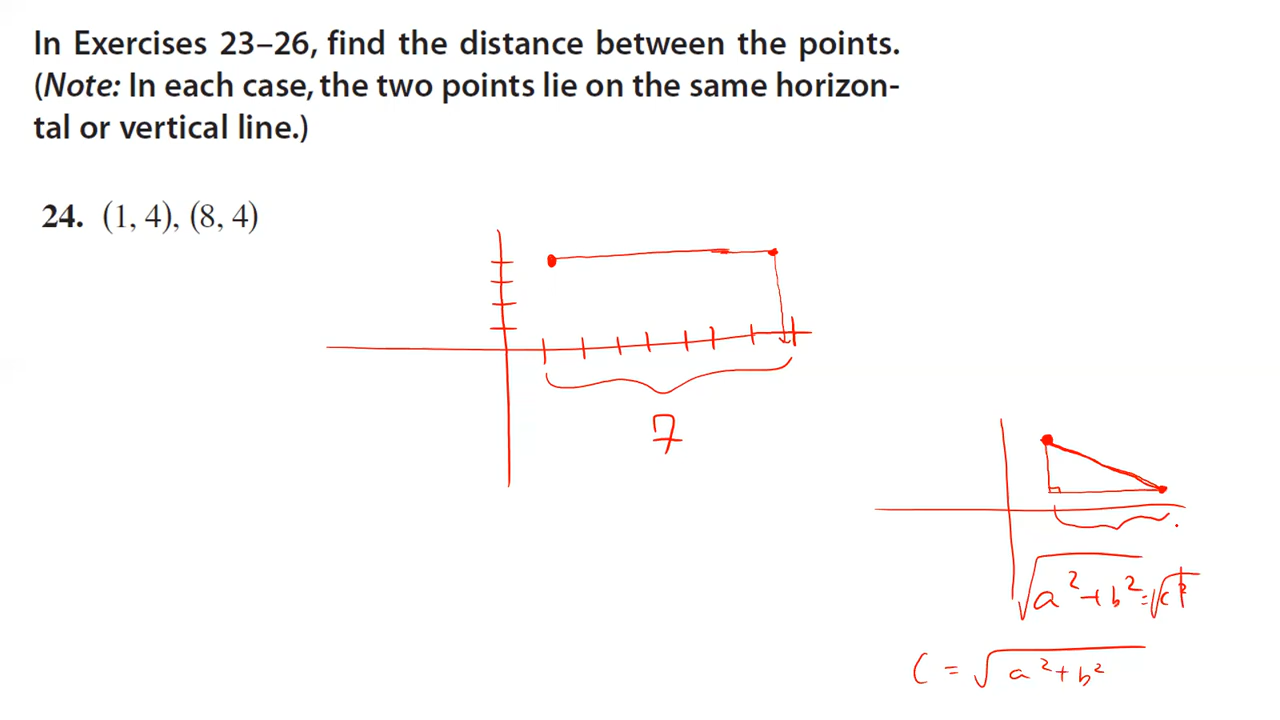 In Exercises 23–26, find the distance between the points.
(Note: In each case, the two points lie on the same horizon-
tal or vertical line.)
24. (1, 4), (8, 4)
7
√a²+b² = √c²
c = √a²+b²